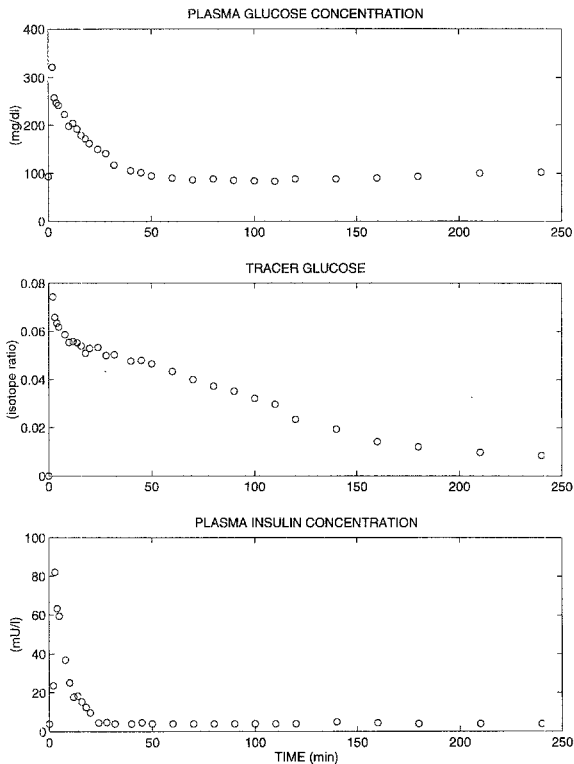 PLASMA GLUCOSE CONCENTRATION
400
300
200
100
0
(mg/dl)
0 50 100 150 200 250
TRACER GLUCOSE
0.08
0.06
0.04
0.02
0
(isotope ratio)
0 50 100 150 200 250
PLASMA INSULIN CONCENTRATION
100
80
60
40
20
0
(mU/l)
0 50 100 150 200 250
TIME (min)